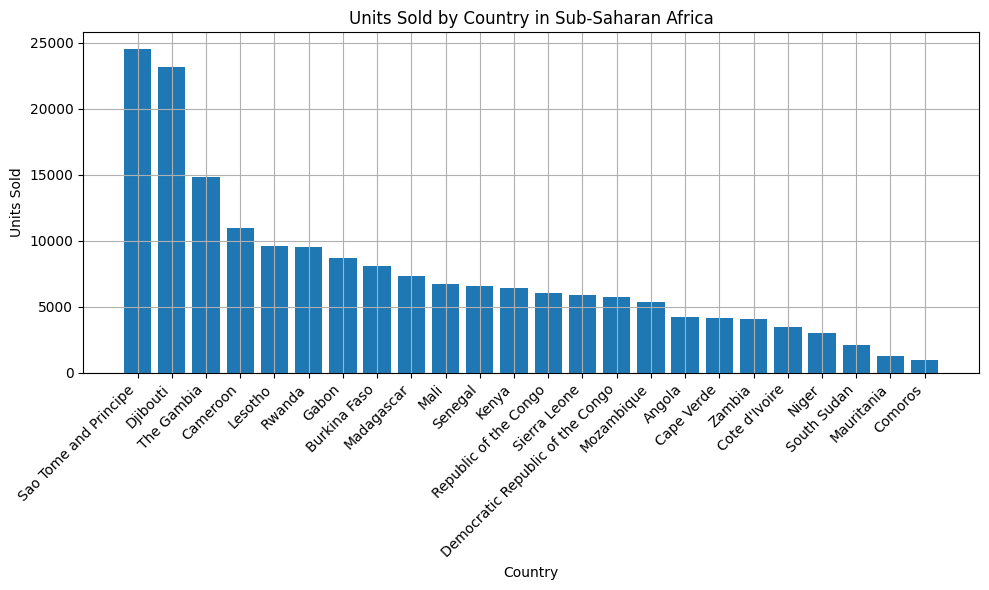 Units Sold by Country in Sub-Saharan Africa
Units Sold
25000
20000
15000
10000
5000
0
Sao Tome and Principe
Djibouti
The Gambia
Cameroon
Lesotho
Rwanda
Gabon
Burkina Faso
Madagascar
Mali
Senegal
Kenya
Republic of the Congo
Sierra Leone
Democratic Republic of the Congo
Mozambique
Angola
Cape Verde
Zambia
Cote d'Ivoire
Niger
South Sudan
Mauritania
Comoros
Country